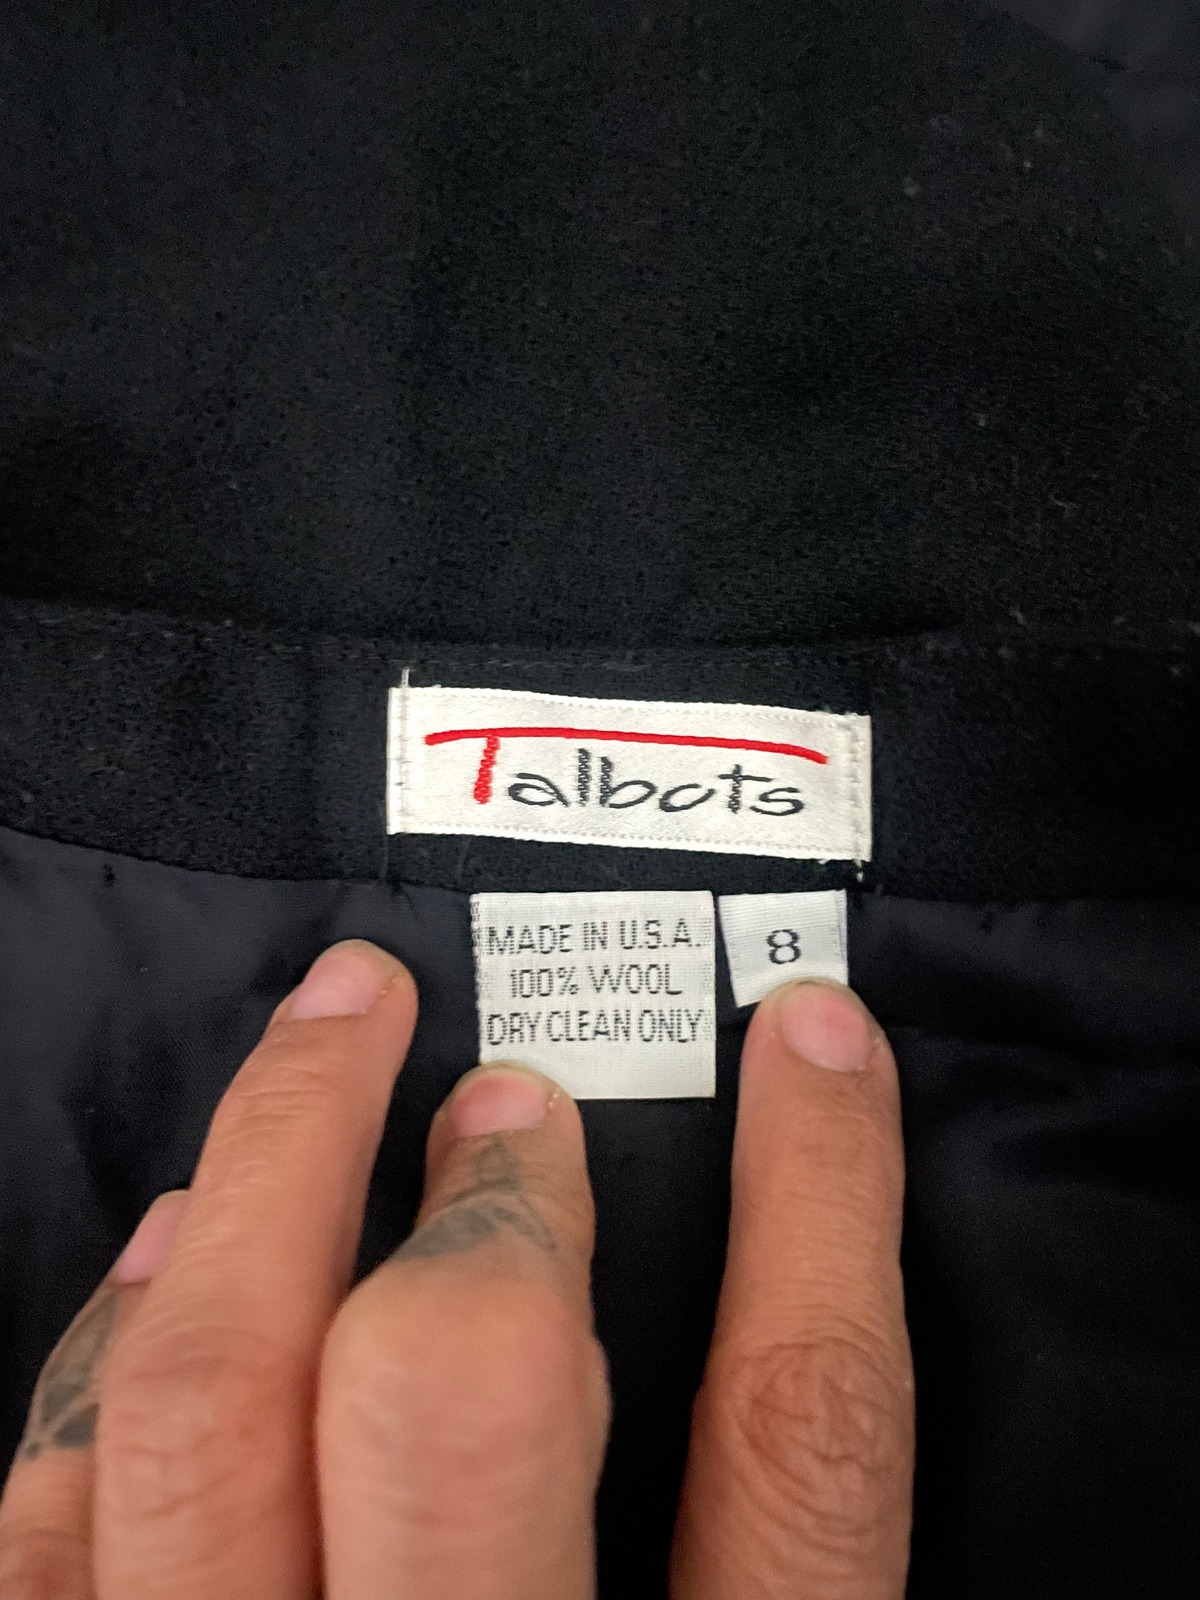 Talbots
MADE IN U.S.A.
100% WOOL
DRY CLEAN ONLY
8